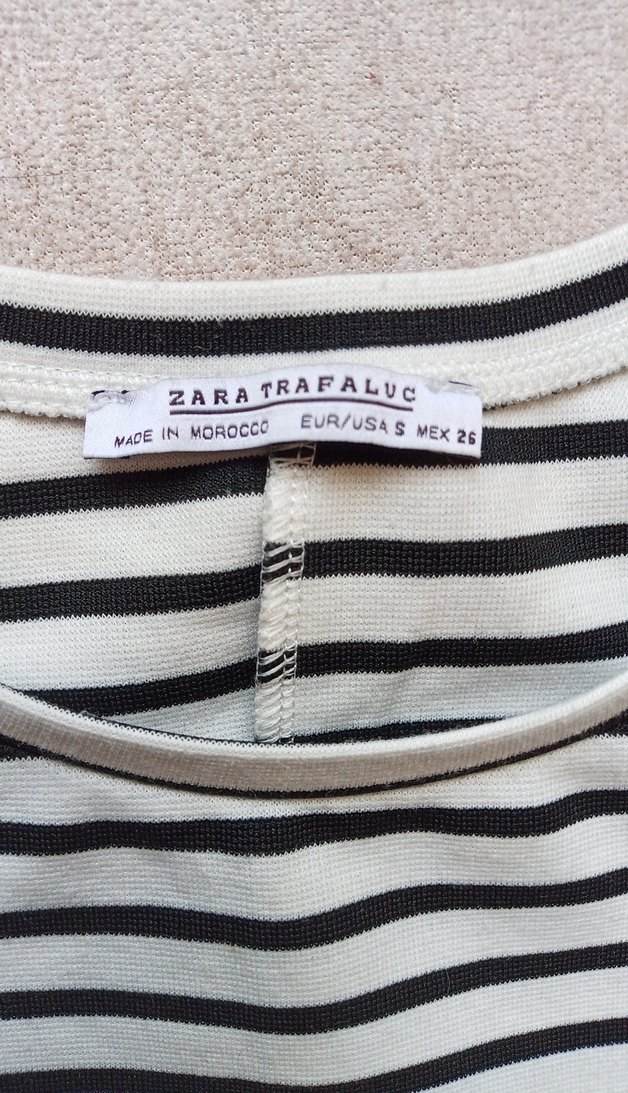 ZARA TRAFALUC
MADE IN MOROCCO EUR/USA S MEX 26